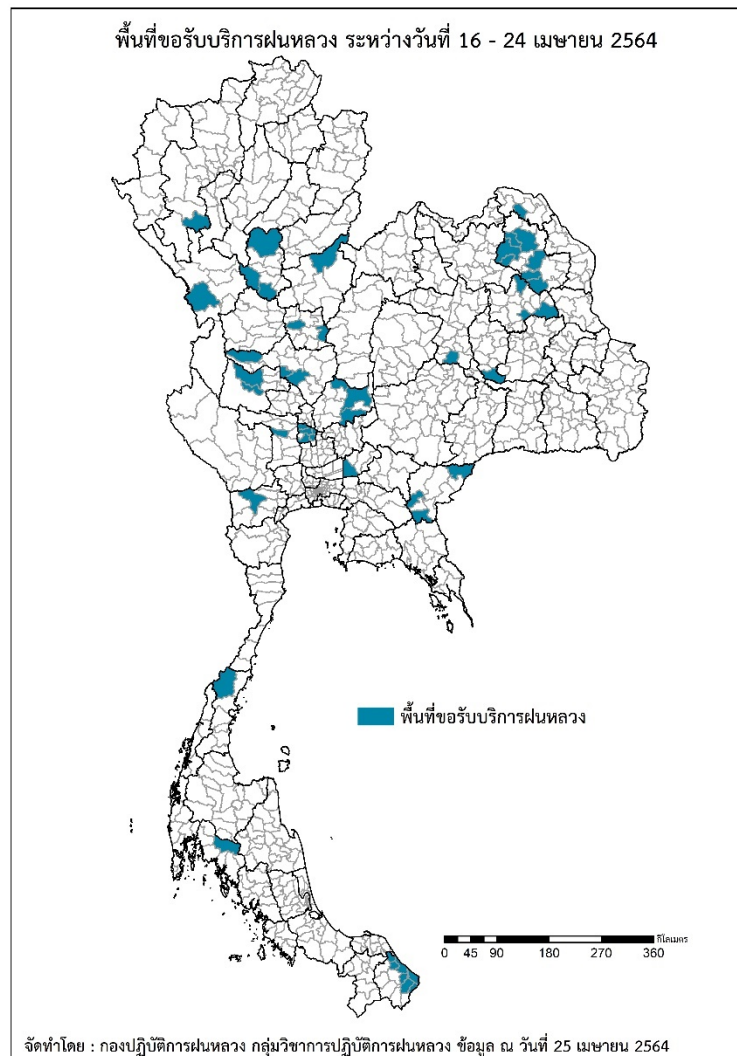 พื้นที่ขอรับบริการฝนหลวง ระหว่างวันที่ 16 - 24 เมษายน 2564
พื้นที่ขอรับบริการฝนหลวง
กิโลเมตร
0 45 90 180 270 360
จัดทำโดย : กองปฏิบัติการฝนหลวง กลุ่มวิชาการปฏิบัติการฝนหลวง ข้อมูล ณ วันที่ 25 เมษายน 2564